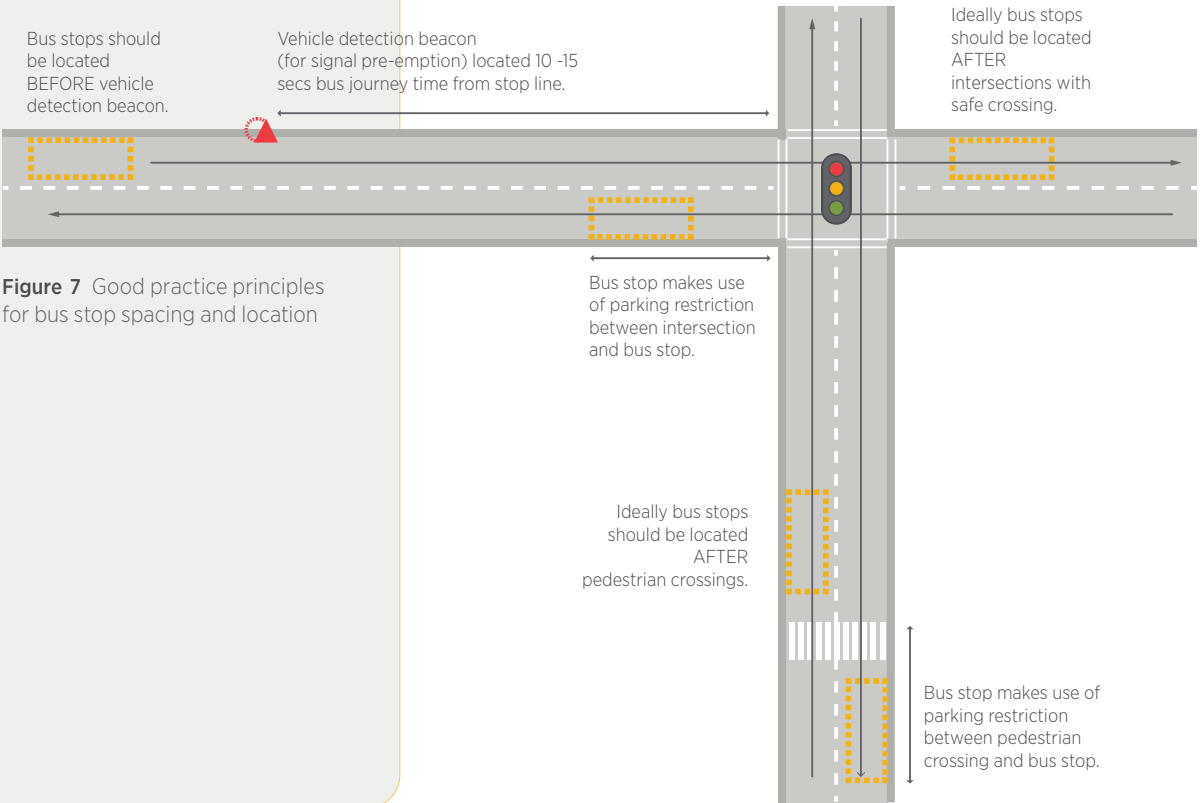 Bus stops should
be located
BEFORE vehicle
detection beacon.
Vehicle detection beacon
(for signal pre-emption) located 10 -15
secs bus journey time from stop line.
Ideally bus stops
should be located
AFTER
intersections with
safe crossing.
Figure 7 Good practice principles
for bus stop spacing and location
Bus stop makes use
of parking restriction
between intersection
and bus stop.
Ideally bus stops
should be located
AFTER
pedestrian crossings.
Bus stop makes use of
parking restriction
between pedestrian
crossing and bus stop.